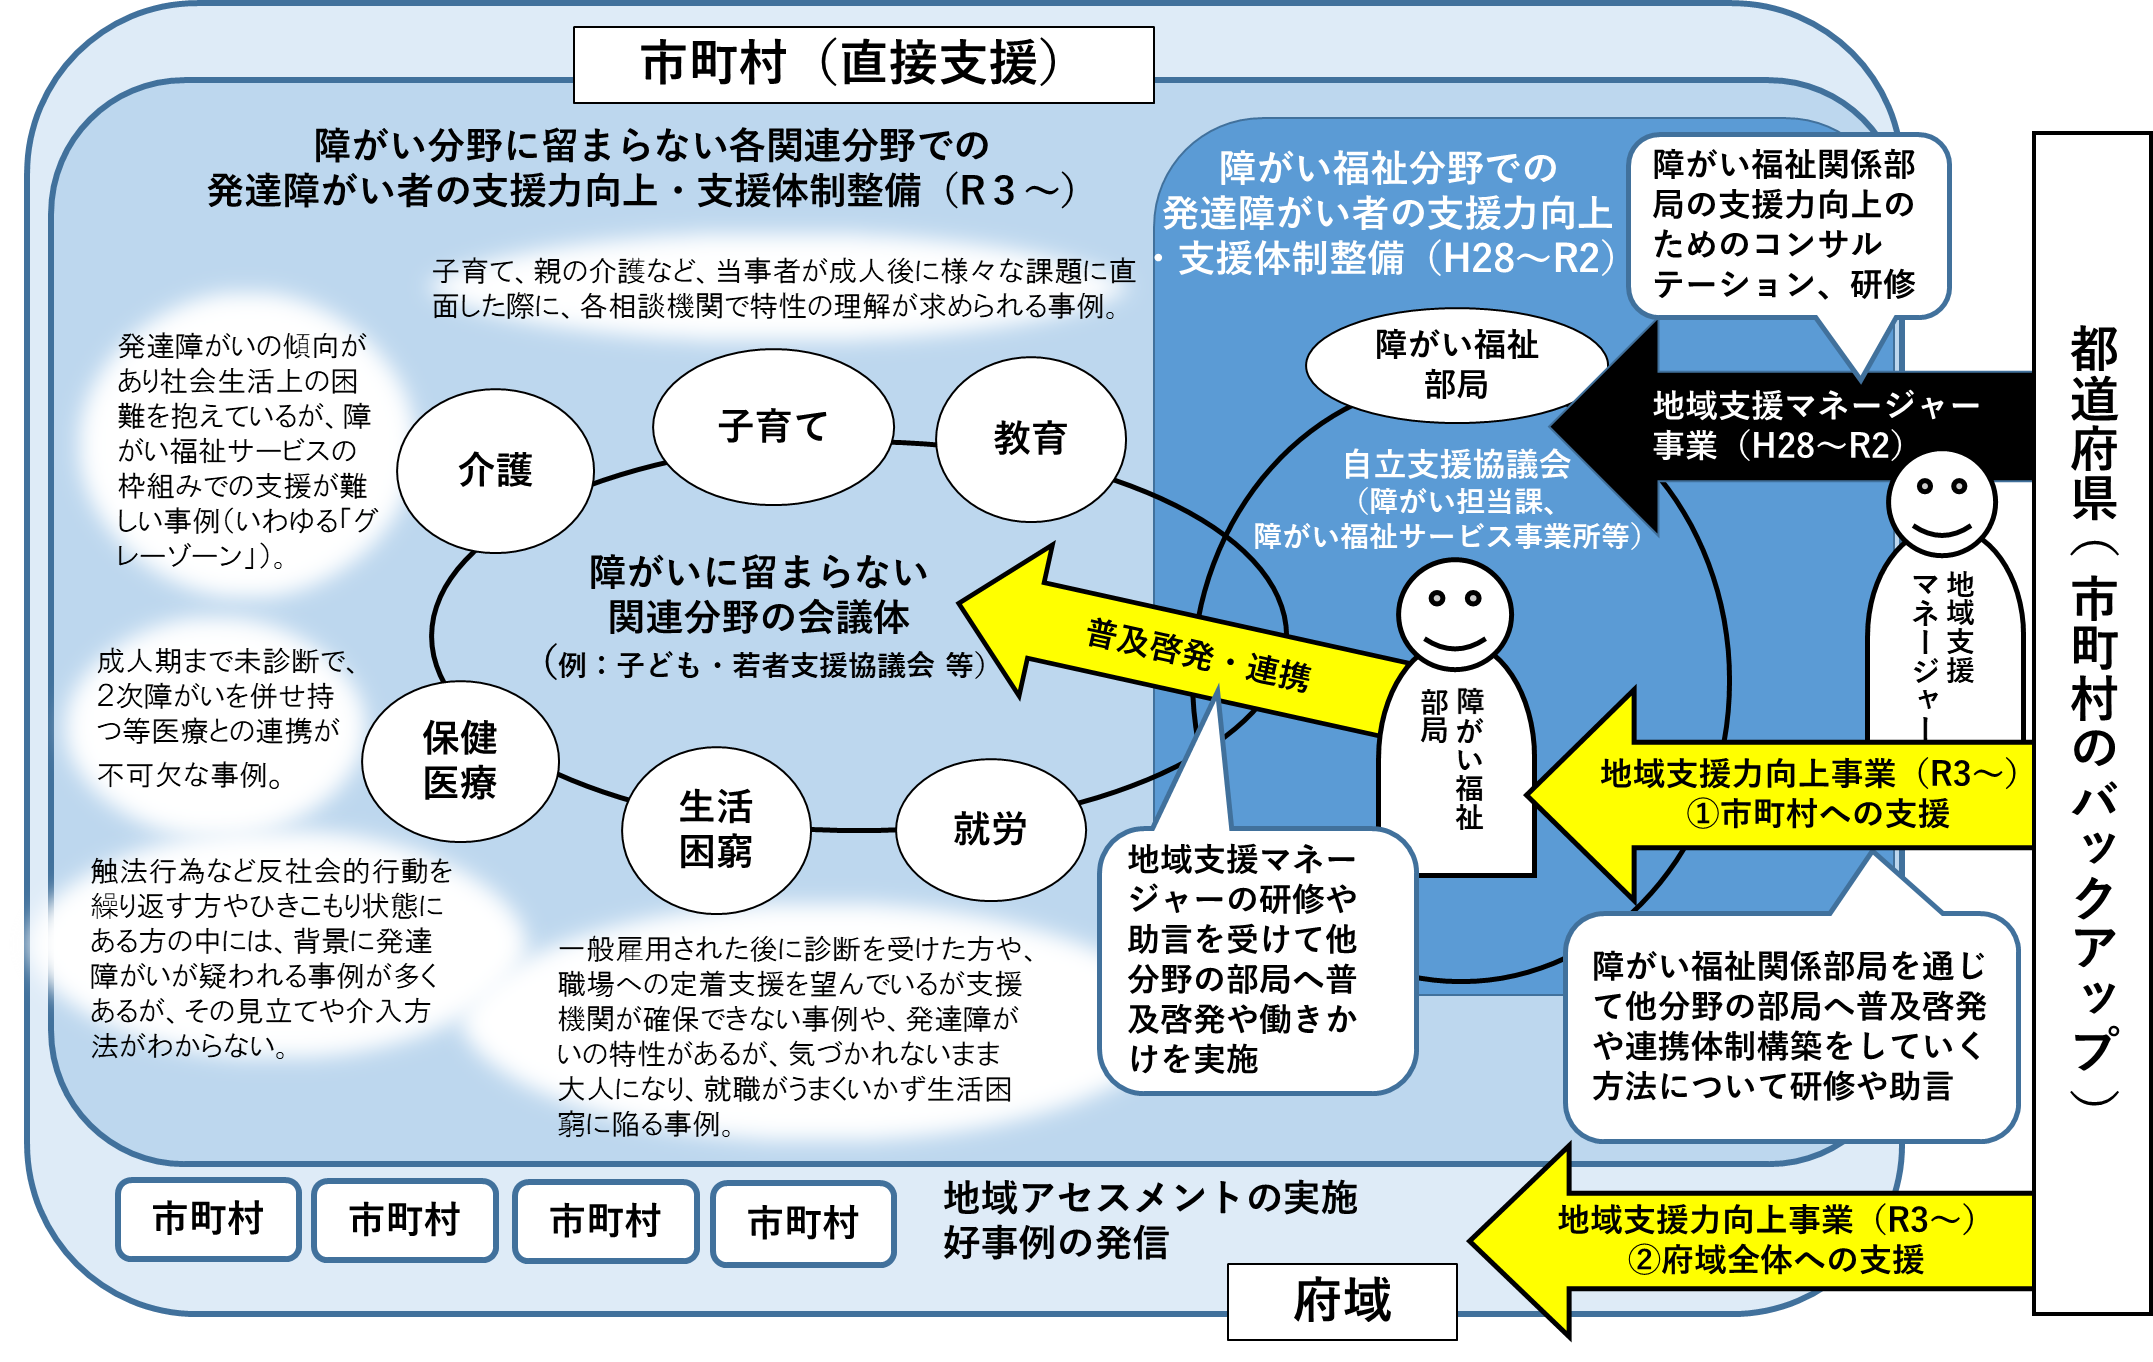 市町村（直接支援）
障がい分野に留まらない各関連分野での
発達障がい者の支援力向上・支援体制整備（R３～）
障がい福祉分野での
発達障がい者の支援力向上
・支援体制整備（H28～R2）
障がい福祉関係部
局の支援力向上の
ためのコンサル
テーション、研修
子育て、親の介護など、当事者が成人後に様々な課題に直
面した際に、各相談機関で特性の理解が求められる事例。
発達障がいの傾向が
あり社会生活上の困
難を抱えているが、障
がい福祉サービスの
枠組みでの支援が難
しい事例（いわゆる「グ
レーゾーン」）。
介護
子育て
教育
障がい福祉
部局
地域支援マネージャー
事業（H28～R2）
自立支援協議会
（障がい担当課、
障がい福祉サービス事業所等）
障がいに留まらない
関連分野の会議体
（例：子ども・若者支援協議会 等）
普及啓発・連携
地域支援
マネージャー
障がい福祉
部局
成人期まで未診断で、
２次障がいを併せ持
つ等医療との連携が
不可欠な事例。
保健
医療
生活
困窮
就労
地域支援力向上事業（R3～）
①市町村への支援
触法行為など反社会的行動を
繰り返す方やひきこもり状態に
ある方の中には、背景に発達
障がいが疑われる事例が多く
あるが、その見立てや介入方
法がわからない。
一般雇用された後に診断を受けた方や、
職場への定着支援を望んでいるが支援
機関が確保できない事例や、発達障が
いの特性があるが、気づかれないまま
大人になり、就職がうまくいかず生活困
窮に陥る事例。
地域支援マネー
ジャーの研修や
助言を受けて他
分野の部局へ普
及啓発や働きか
けを実施
障がい福祉関係部局を通じ
て他分野の部局へ普及啓発
や連携体制構築をしていく
方法について研修や助言
市町村
市町村
市町村
市町村
地域アセスメントの実施
好事例の発信
地域支援力向上事業（R3～）
②府域全体への支援
府域
都道府県（市町村のバックアップ）